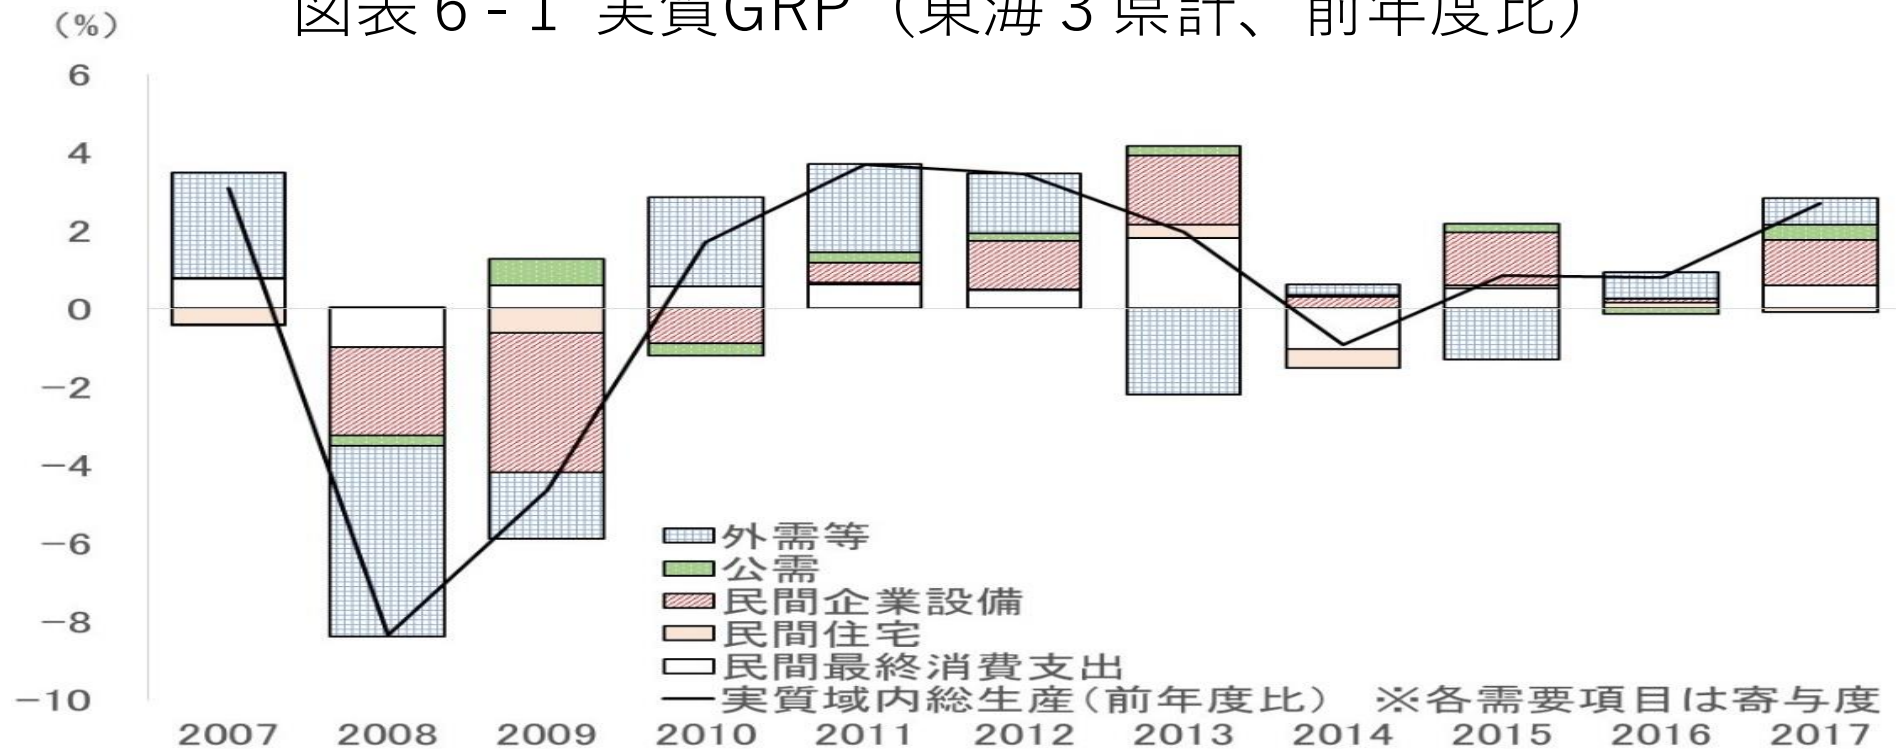 図表６-１ 実質GRP（東海３県計、前年度比）
(%)
6
4
2
0
−2
−4
−6
−8
−10
外需等
公需
民間企業設備
民間住宅
民間最終消費支出
実質域内総生産(前年度比) ※各需要項目は寄与度
2007 2008 2009 2010 2011 2012 2013 2014 2015 2016 2017